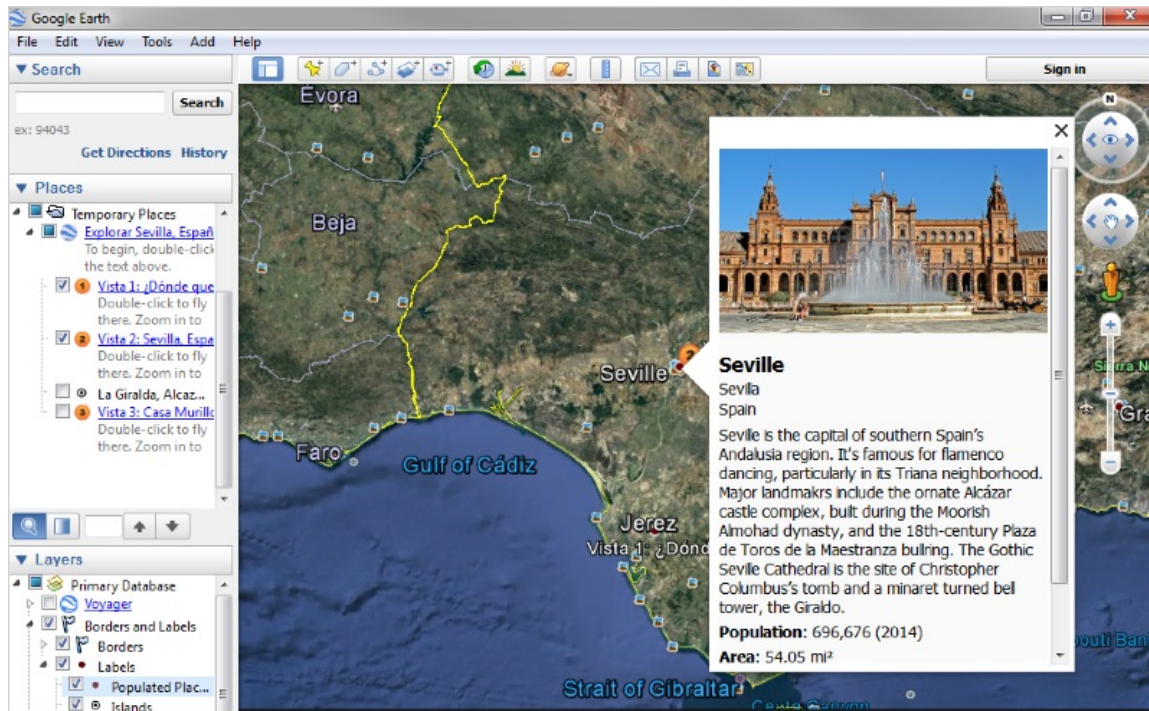 Google Earth
File Edit View Tools Add Help
Search
Search
ex: 94043
Get Directions History
Places
Temporary Places
Explorar Sevilla, Españ
To begin, double-click
the text above.
1 Vista 1: ¿Dónde que
Double-click to fly
there. Zoom in to
2 Vista 2: Sevilla, Espa
Double-click to fly
there. Zoom in to
La Giralda, Alcaz...
3 Vista 3: Casa Murillo
Double-click to fly
there. Zoom in to
Layers
Primary Database
Voyager
Borders and Labels
Borders
Labels
Populated Plac...
Islands
Sign in
N
Évora
Beja
Seville
2
Faro
Gulf of Cádiz
Jerez
Vista 1: ¿Dónd
Strait of Gibraltar
Sierra N
Gra
Seville
Sevilla
Spain
Seville is the capital of southern Spain's
Andalusia region. It's famous for flamenco
dancing, particularly in its Triana neighborhood.
Major landmakrs include the ornate Alcázar
castle complex, built during the Moorish
Almohad dynasty, and the 18th-century Plaza
de Toros de la Maestranza bullring. The Gothic
Seville Cathedral is the site of Christopher
Columbus's tomb and a minaret turned bell
tower, the Giraldo.
Population: 696,676 (2014)
Area: 54.05 mi²